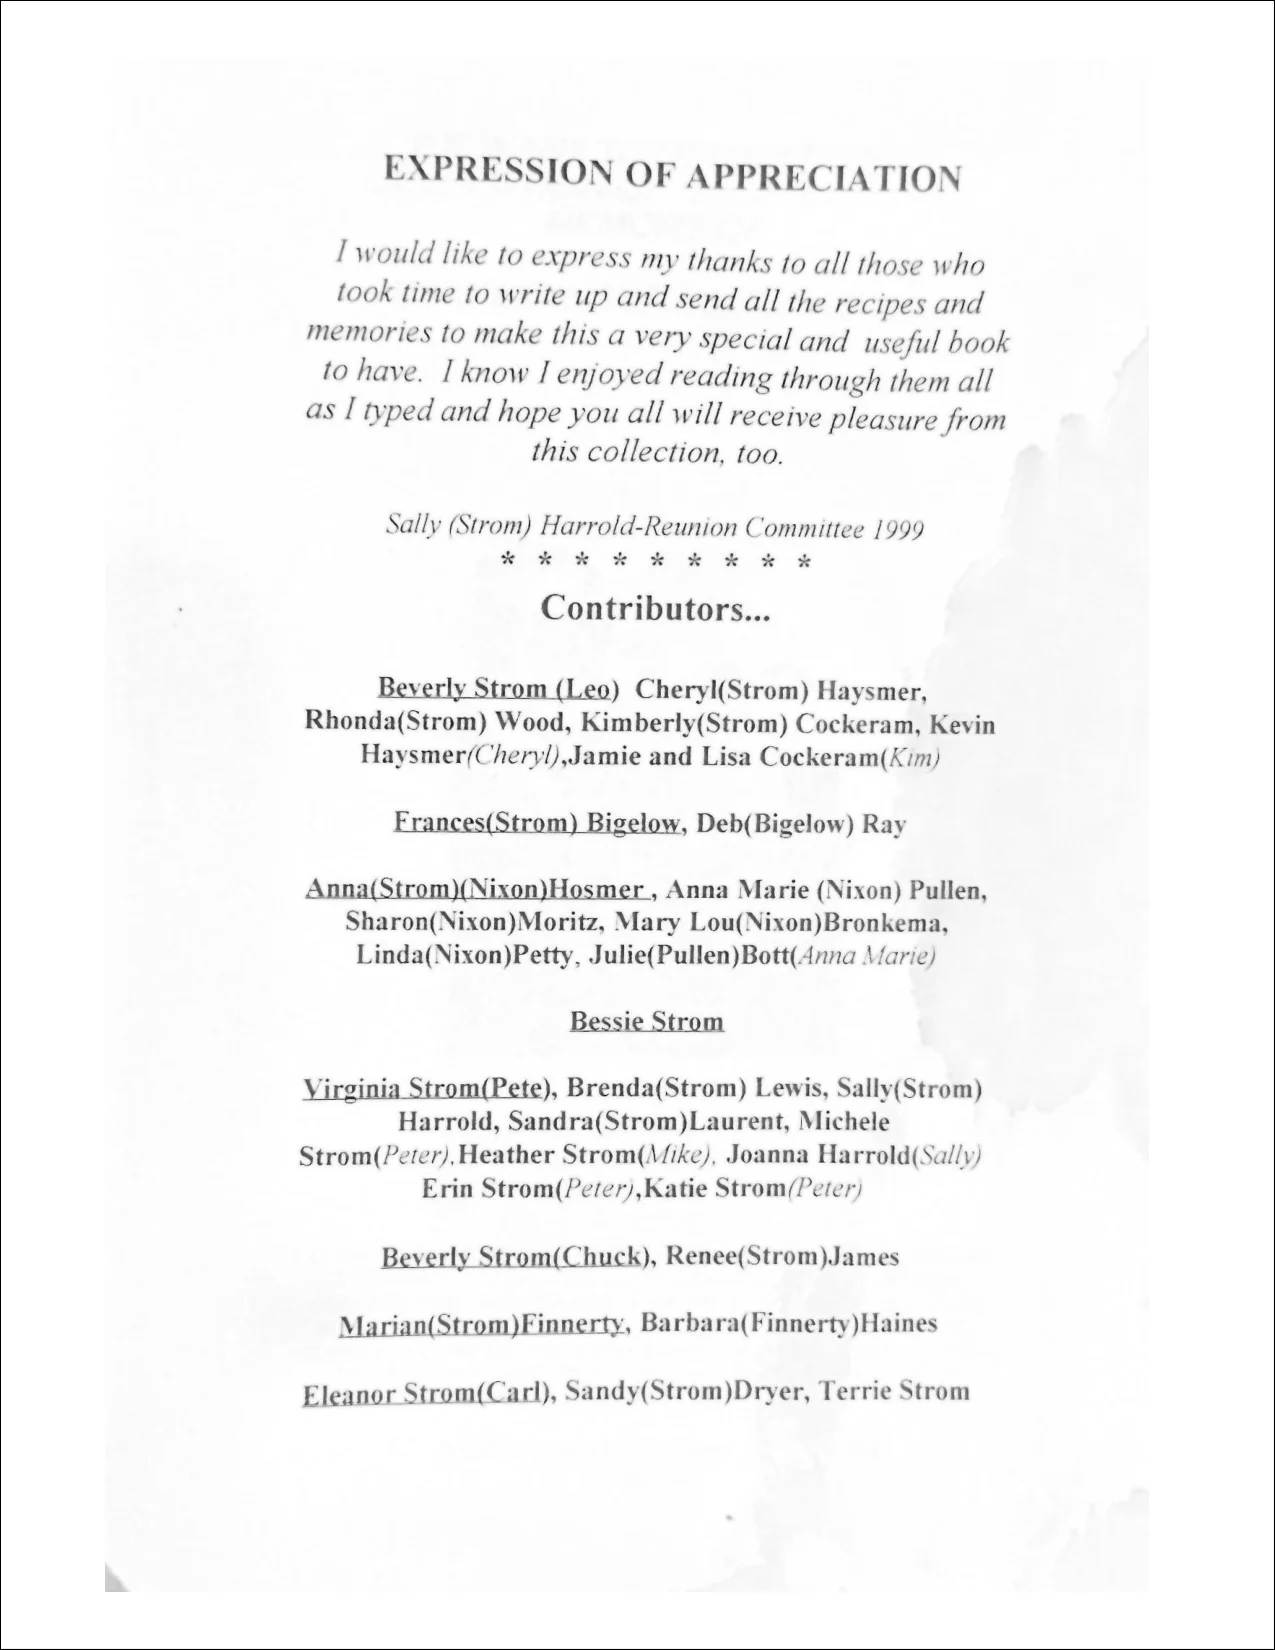 EXPRESSION OF APPRECIATION
I would like to express my thanks to all those who
took time to write up and send all the recipes and
memories to make this a very special and useful book
to have. I know I enjoyed reading through them all
as I typed and hope you all will receive pleasure from
this collection, too.
Sally (Strom) Harrold-Reunion Committee 1999
* * * * * * * * *
Contributors...
Beverly Strom (Leo) Cheryl(Strom) Haysmer,
Rhonda(Strom) Wood, Kimberly(Strom) Cockeram, Kevin
Haysmer(Cheryl),Jamie and Lisa Cockeram(Kim)
Frances(Strom) Bigelow, Deb(Bigelow) Ray
Anna(Strom)(Nixon)Hosmer , Anna Marie (Nixon) Pullen,
Sharon(Nixon)Moritz, Mary Lou(Nixon)Bronkema,
Linda(Nixon)Petty, Julie(Pullen)Bott(Anna Marie)
Bessie Strom
Virginia Strom(Pete), Brenda(Strom) Lewis, Sally(Strom)
Harrold, Sandra(Strom)Laurent, Michele
Strom(Peter),Heather Strom(Mike), Joanna Harrold(Sally)
Erin Strom(Peter),Katie Strom(Peter)
Beverly Strom(Chuck), Renee(Strom)James
Marian(Strom)Finnerty, Barbara(Finnerty)Haines
Eleanor Strom(Carl), Sandy(Strom)Dryer, Terrie Strom